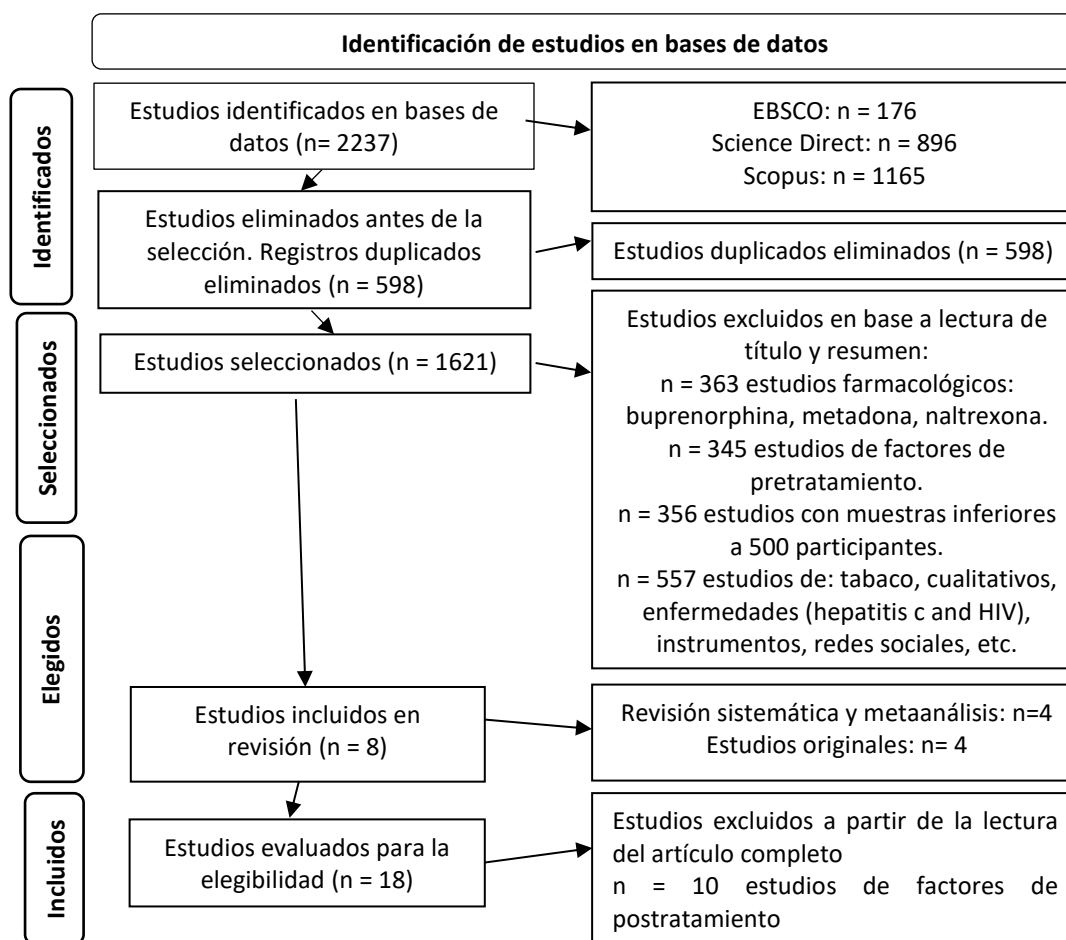 Identificación de estudios en bases de datos
Identificados
Estudios identificados en bases de
datos (n= 2237)
EBSCO: n = 176
Science Direct: n = 896
Scopus: n = 1165
Estudios eliminados antes de la
selección. Registros duplicados
eliminados (n = 598)
Estudios duplicados eliminados (n = 598)
Seleccionados
Estudios seleccionados (n = 1621)
Estudios excluidos en base a lectura de
título y resumen:
n = 363 estudios farmacológicos:
buprenorphina, metadona, naltrexona.
n = 345 estudios de factores de
pretratamiento.
n = 356 estudios con muestras inferiores
a 500 participantes.
n = 557 estudios de: tabaco, cualitativos,
enfermedades (hepatitis c and HIV),
instrumentos, redes sociales, etc.
Elegidos
Estudios incluidos en
revisión (n = 8)
Revisión sistemática y metaanálisis: n=4
Estudios originales: n= 4
Incluidos
Estudios evaluados para la
elegibilidad (n = 18)
Estudios excluidos a partir de la lectura
del artículo completo
n = 10 estudios de factores de
postratamiento